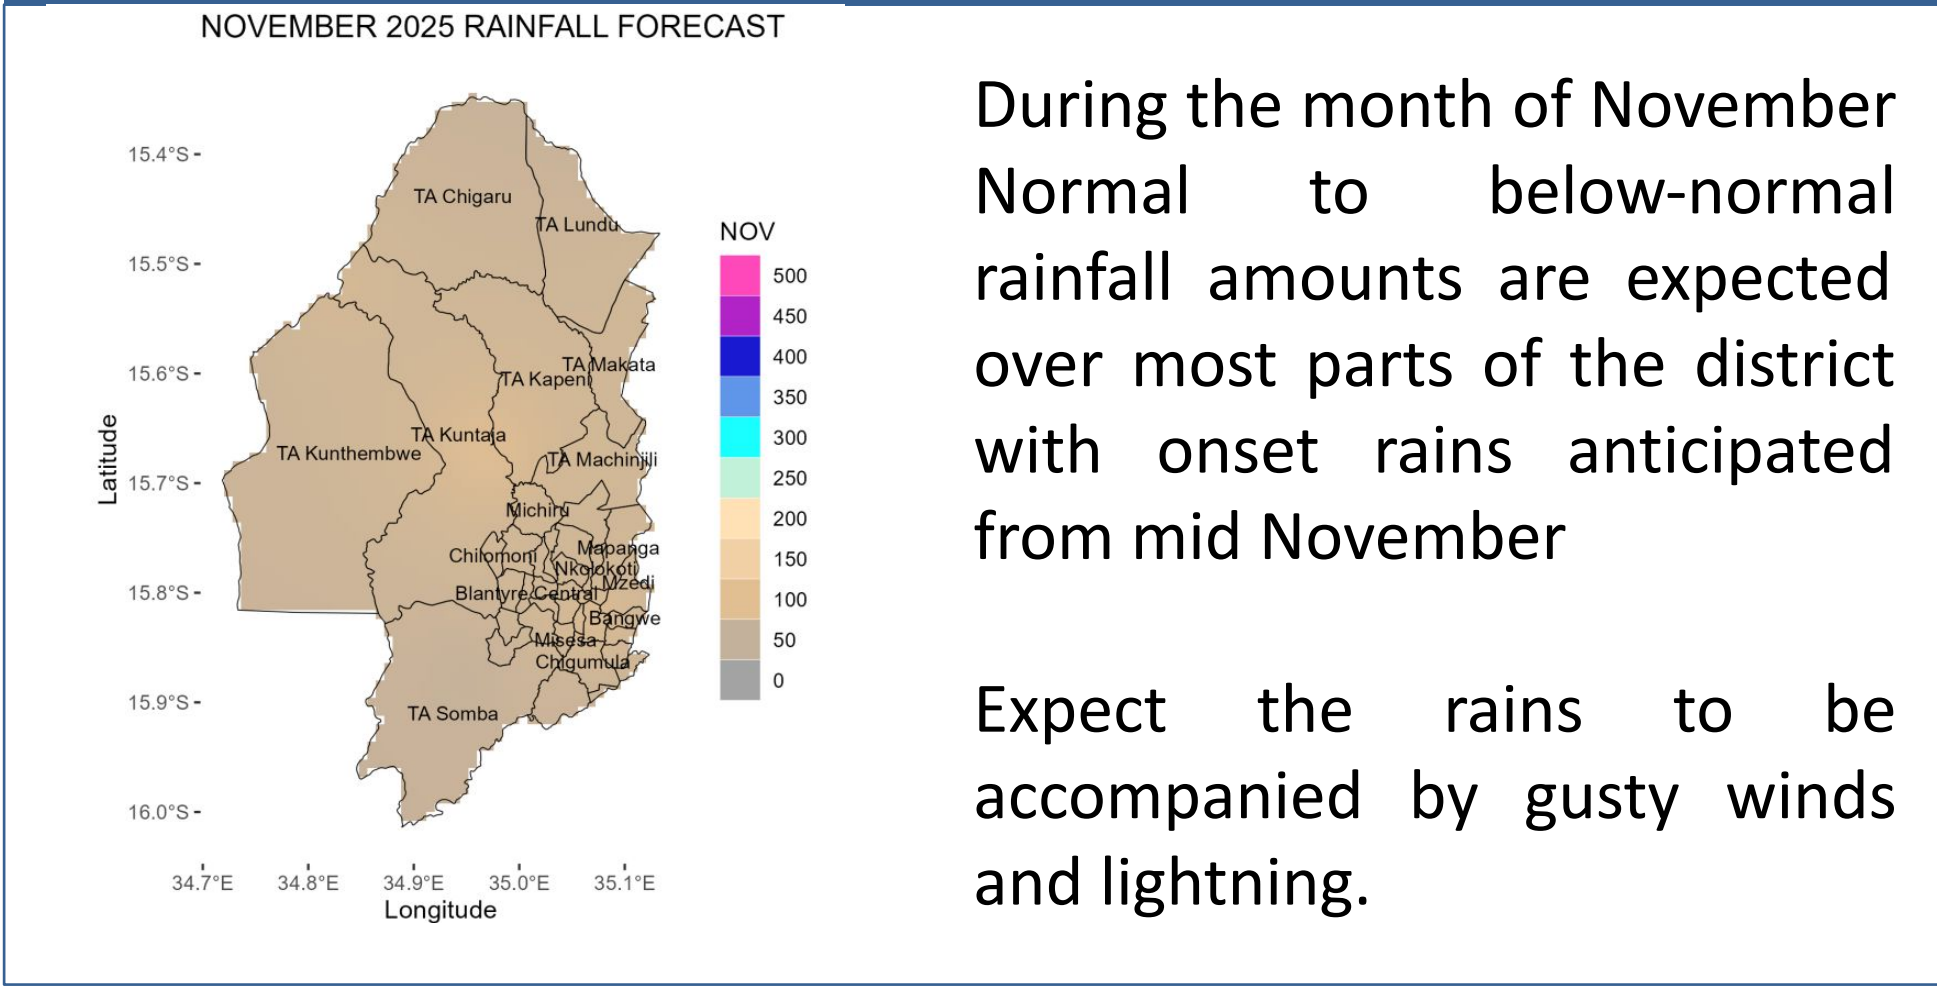 NOVEMBER 2025 RAINFALL FORECAST
15.4°S
15.5°S
15.6°S
15.7°S
15.8°S
15.9°S
16.0°S
Latitude
34.7°E 34.8°E 34.9°E 35.0°E 35.1°E
Longitude
TA Chigaru
TA Lundu
TA Makata
TA Kapeni
TA Kuntaja
TA Kunthembwe
TA Machinjili
Michiru
Chilomoni
Mapanga
Nkolokoti
Mzedi
Blantyre Central
Bangwe
Misesa
Chigumula
TA Somba
NOV
500
450
400
350
300
250
200
150
100
50
0
During the month of November
Normal to below-normal
rainfall amounts are expected
over most parts of the district
with onset rains anticipated
from mid November
Expect the rains to be
accompanied by gusty winds
and lightning.